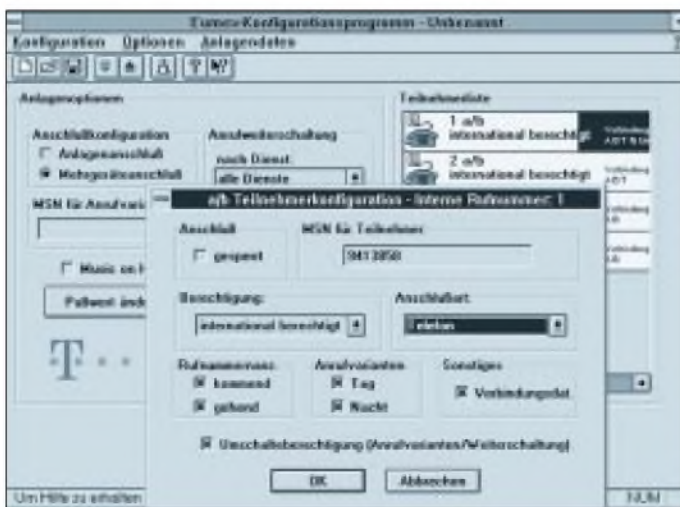 Eumex-Konfigurationsprogramm - Unbenannt
Konfiguration Optionen Anlagendaten
Anlagenoptionen
Teilnehmerliste
Anschlußkonfiguration
Anlagenanschluß
Mehrgeräteanschluß
Anrufweiterschaltung
nach Dienst:
alle Dienste
1 a/b
international berechtigt
2 a/b
international berechtigt
MSN für Anrufvari
Music on H
Paßwort ände
T
a/b Teilnehmerkonfiguration - Interne Rufnummer: 1
Anschluß
gesperrt
MSN für Teilnehmer
9413858
Berechtigung:
international berechtigt
Anschlußart:
Telefon
Rufnummernanz.
kommend
gehend
Anrufvarianten
Tag
Nacht
Sonstiges
Verbindungsdat.
Umschalteberechtigung (Anrufvarianten/Weiterschaltung)
OK
Abbrechen
Um Hilfe zu erhalten
NUM